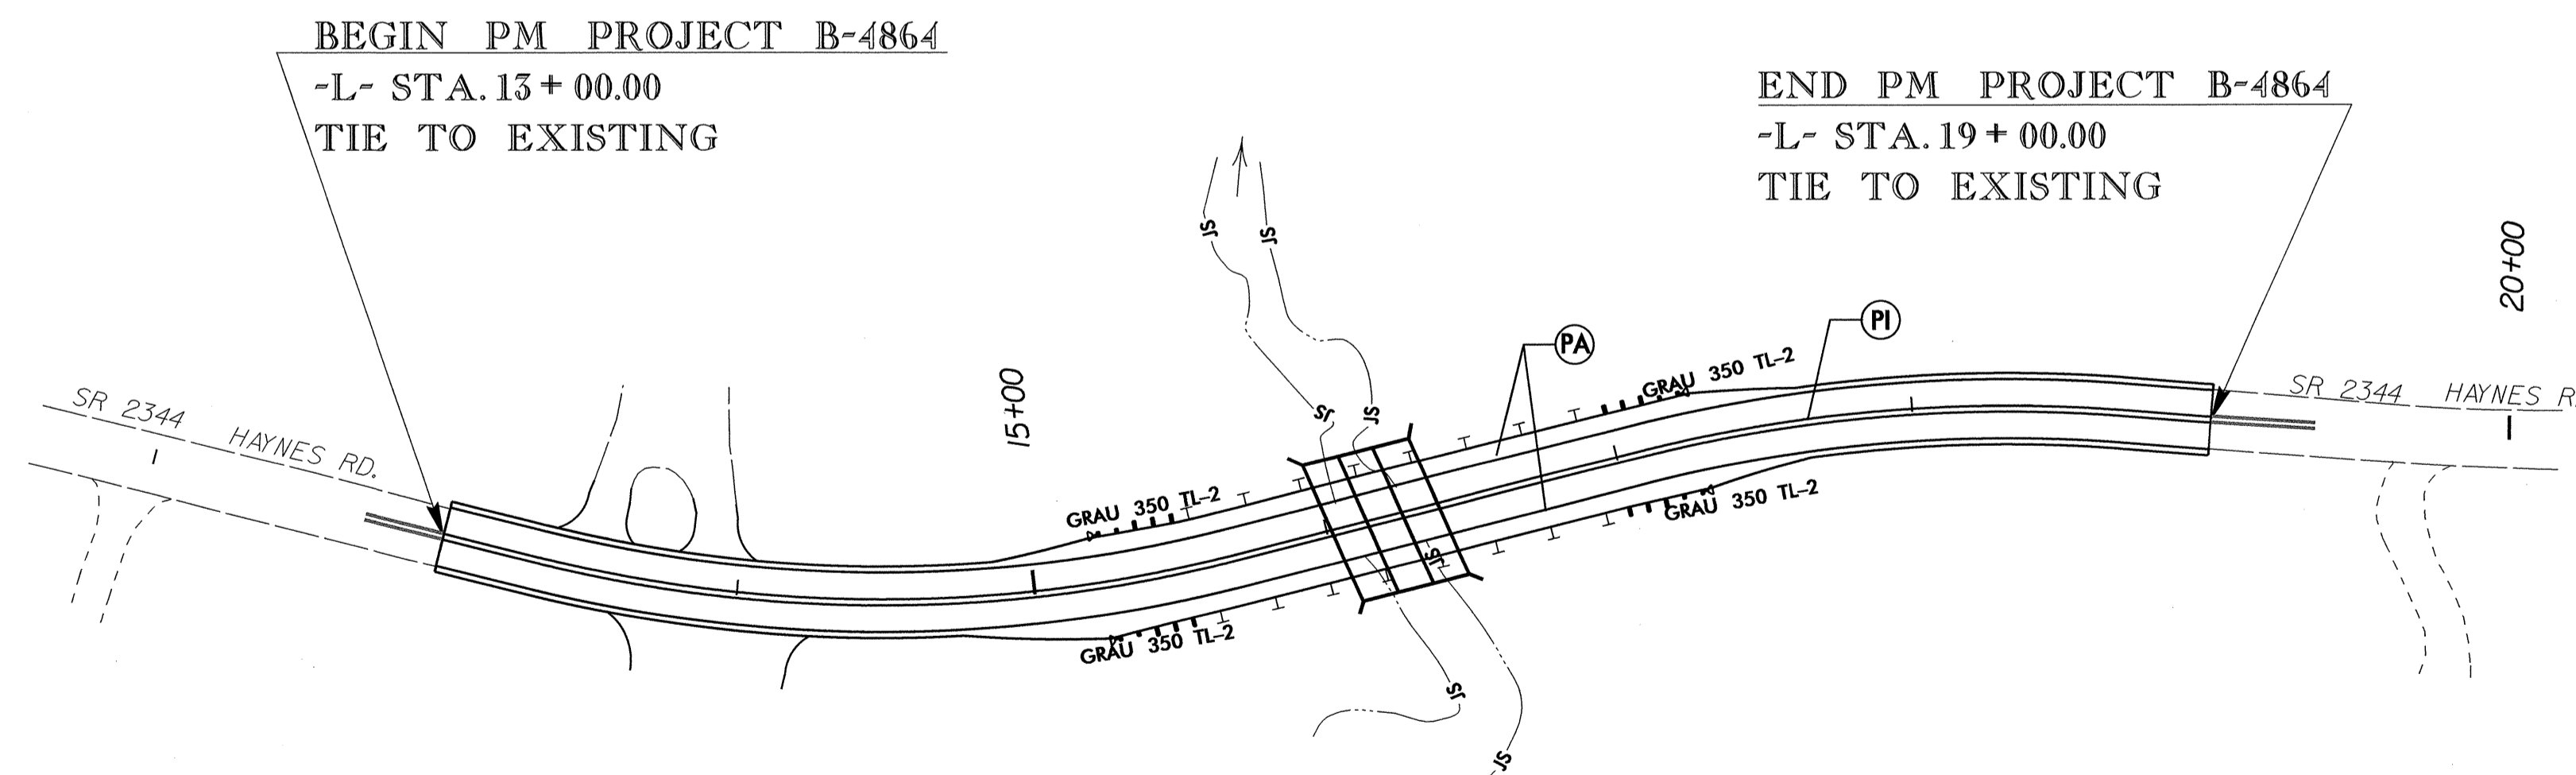 BEGIN PM PROJECT B-4864
-L- STA. 13 + 00.00
TIE TO EXISTING
END PM PROJECT B-4864
-L- STA. 19 + 00.00
TIE TO EXISTING
JS
JS
20+00
PI
PA
15+00
GRAU 350 TL-2
SR 2344 HAYNES RD.
SR 2344 HAYNES R
JS
JS
GRAU 350 TL-2
GRAU 350 TL-2
JS
GRAU 350 TL-2
JS
JS